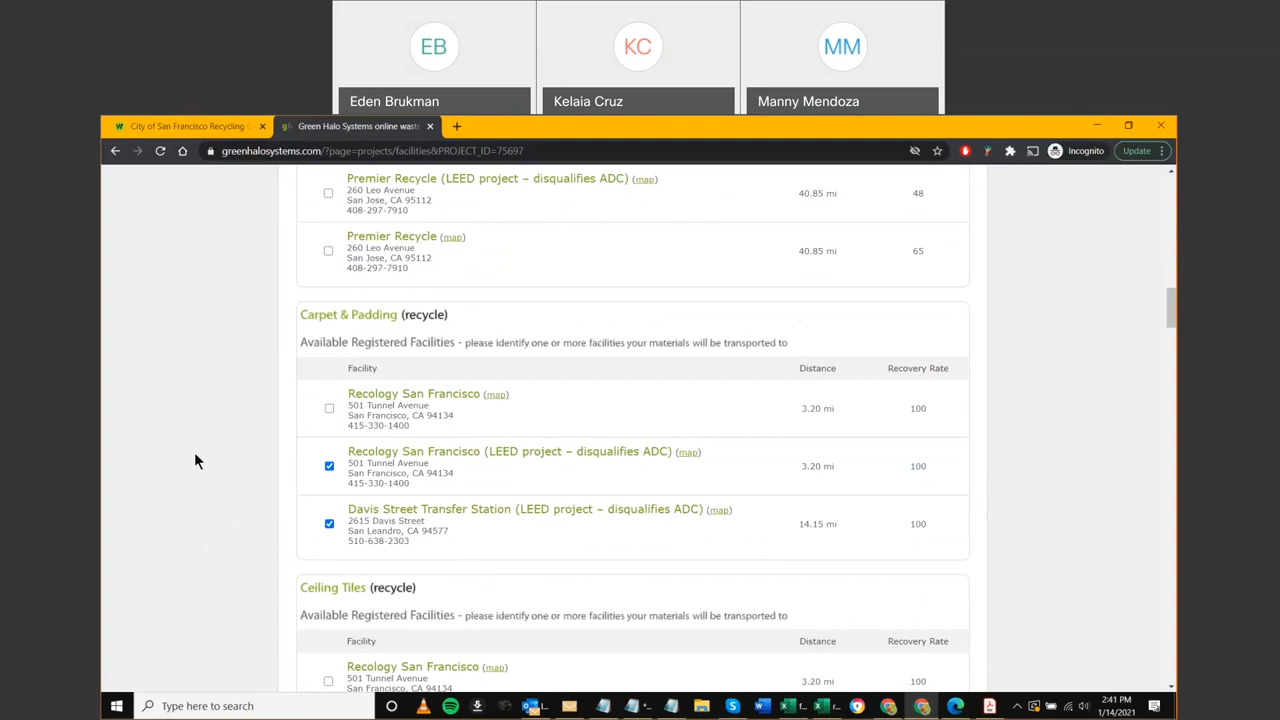 EB
KC
MM
Eden Brukman
Kelaia Cruz
Manny Mendoza
City of San Francisco Recycling
Green Halo Systems online wast
greenhalosystems.com/?page=projects/facilities&PROJECT_ID=75697
Incognito
Update
Premier Recycle (LEED project – disqualifies ADC) (map)
260 Leo Avenue
San Jose, CA 95112
408-297-7910
40.85 mi
48
Premier Recycle (map)
260 Leo Avenue
San Jose, CA 95112
408-297-7910
40.85 mi
65
Carpet & Padding (recycle)
Available Registered Facilities - please identify one or more facilities your materials will be transported to
Facility
Distance
Recovery Rate
Recology San Francisco (map)
501 Tunnel Avenue
San Francisco, CA 94134
415-330-1400
3.20 mi
100
Recology San Francisco (LEED project – disqualifies ADC) (map)
501 Tunnel Avenue
San Francisco, CA 94134
415-330-1400
3.20 mi
100
Davis Street Transfer Station (LEED project – disqualifies ADC) (map)
2615 Davis Street
San Leandro, CA 94577
510-638-2303
14.15 mi
100
Ceiling Tiles (recycle)
Available Registered Facilities - please identify one or more facilities your materials will be transported to
Facility
Distance
Recovery Rate
Recology San Francisco (map)
501 Tunnel Avenue
San Francisco, CA 94134
3.20 mi
100
Type here to search
2:41 PM
1/14/2021